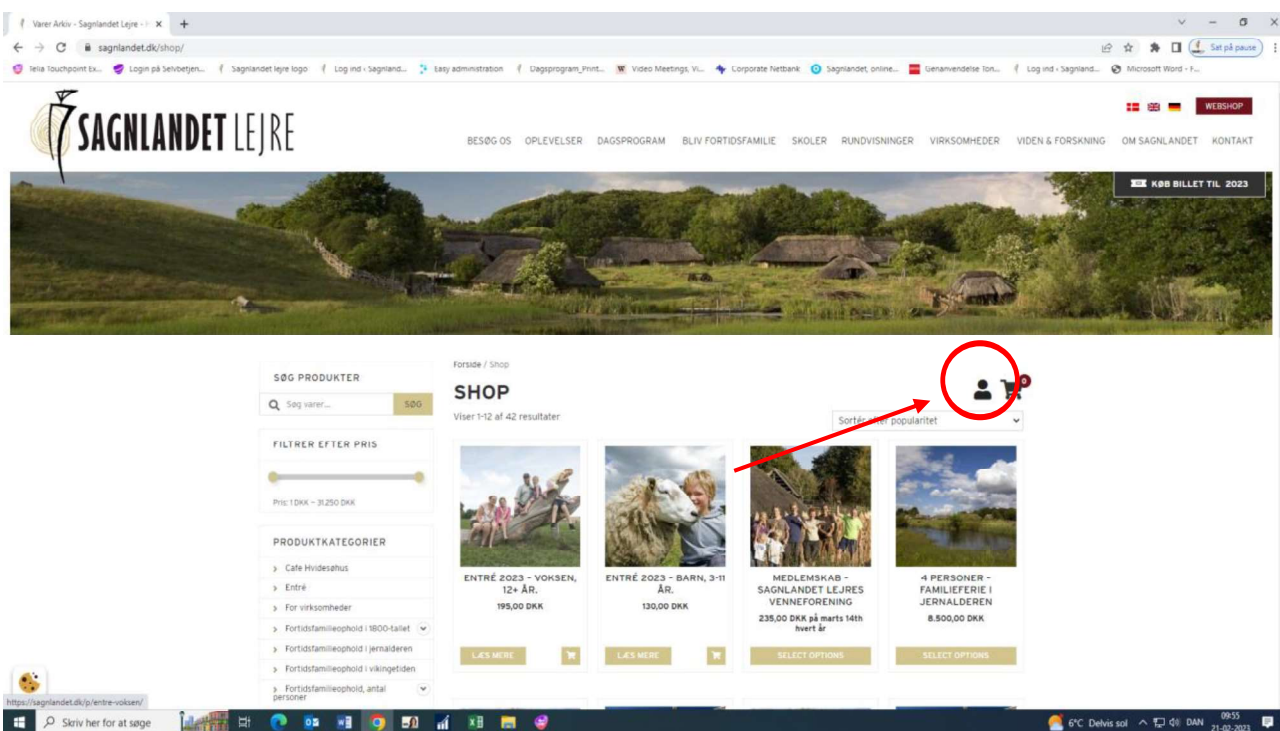 Varer Arkiv - Sagnlandet Lejre - H
sagnlandet.dk/shop/
Sat på pause
Telia Touchpoint Ex...
Login på Selvbetjen...
Sagnlandet lejre logo
Log ind ‹ Sagnland...
Easy administration
Dagsprogram_Print...
Video Meetings, Vi...
Corporate Netbank
Sagnlandet, online...
Genanvendelse Ton...
Log ind ‹ Sagnland...
Microsoft Word - F...
SAGNLANDET LEJRE
WEBSHOP
BESØG OS OPLEVELSER DAGSPROGRAM BLIV FORTIDSFAMILIE SKOLER RUNDVISNINGER VIRKSOMHEDER VIDEN & FORSKNING OM SAGNLANDET KONTAKT
KØB BILLET TIL 2023
SØG PRODUKTER
Søg varer...
SØG
FILTRER EFTER PRIS
Pris: 1 DKK – 31.250 DKK
PRODUKTKATEGORIER
Cafe Hvidesøhus
Entré
For virksomheder
Fortidsfamilieophold i 1800-tallet
Fortidsfamilieophold i jernalderen
Fortidsfamilieophold i vikingetiden
Fortidsfamilieophold, antal
personer
Forside / Shop
SHOP
0
Viser 1-12 af 42 resultater
Sortér efter popularitet
ENTRÉ 2023 – VOKSEN,
12+ ÅR.
195,00 DKK
LÆS MERE
ENTRÉ 2023 – BARN, 3-11
ÅR.
130,00 DKK
LÆS MERE
MEDLEMSKAB –
SAGNLANDET LEJRES
VENNEFORENING
235,00 DKK på marts 14th
hvert år
SELECT OPTIONS
4 PERSONER –
FAMILIEFERIE I
JERNALDEREN
8.500,00 DKK
SELECT OPTIONS
https://sagnlandet.dk/p/entre-voksen/
Skriv her for at søge
6°C Delvis sol
DAN
09:55
21-02-2023